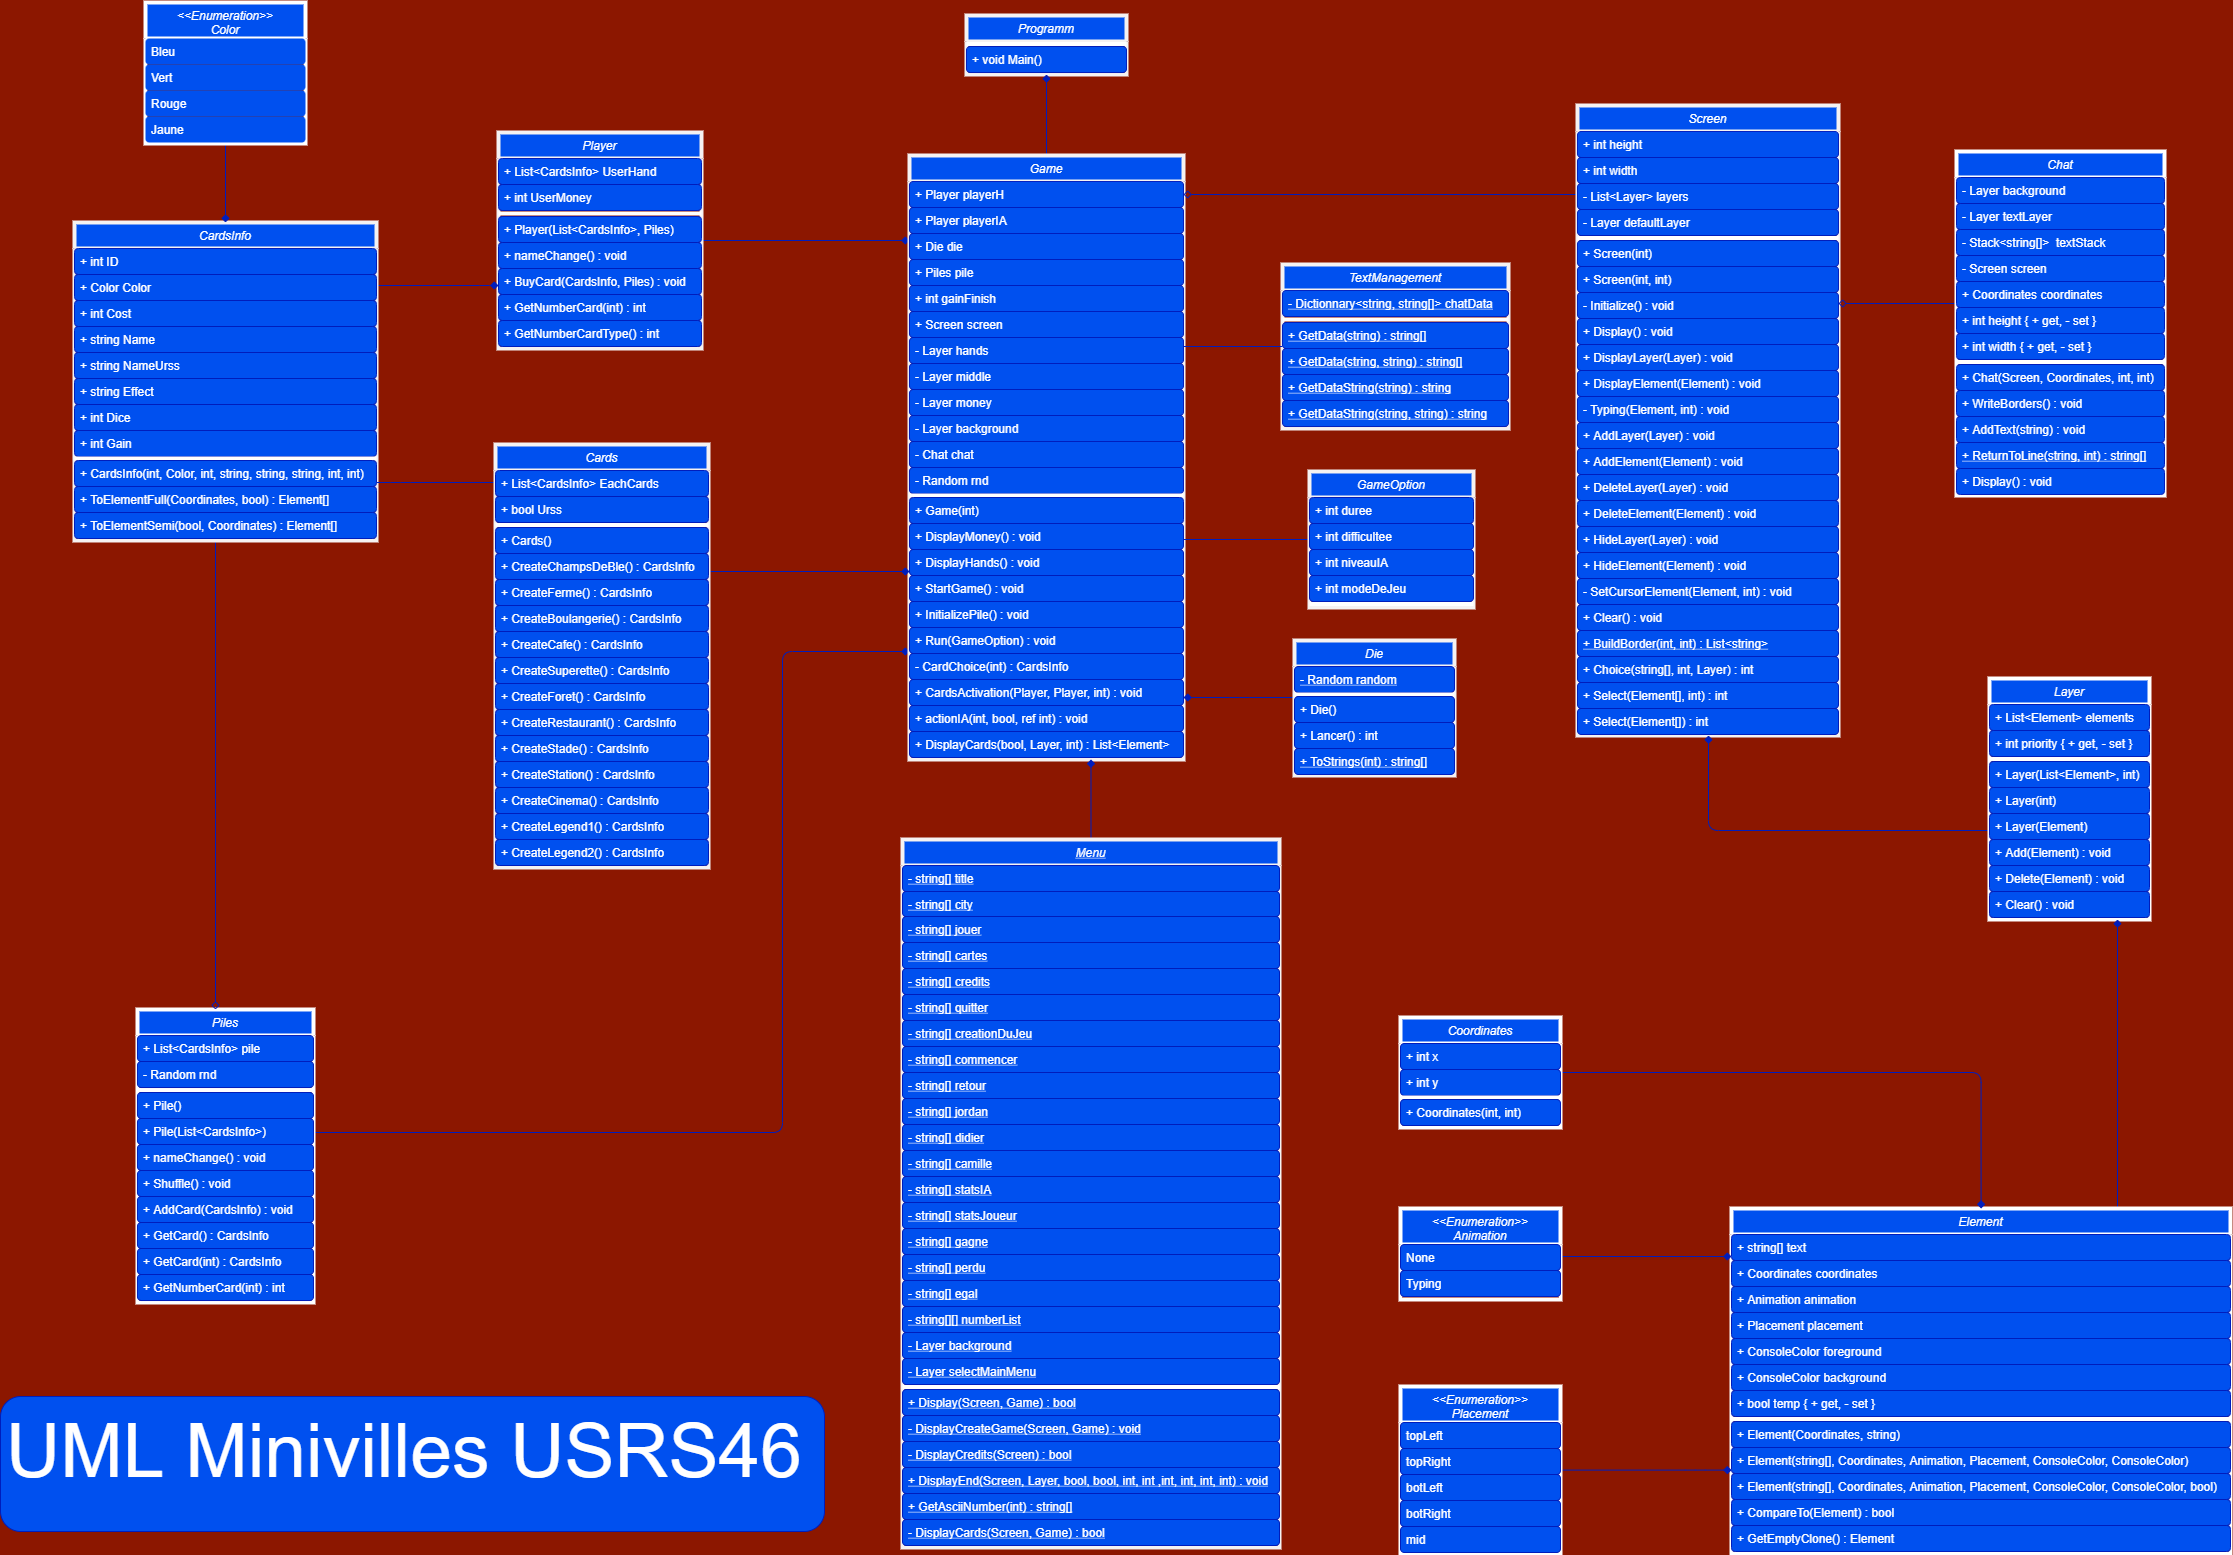 <<Enumeration>>
Color
Bleu
Vert
Rouge
Jaune
Programm
+ void Main()
Player
+ List<CardsInfo> UserHand
+ int UserMoney
+ Player(List<CardsInfo>, Piles)
+ nameChange() : void
+ BuyCard(CardsInfo, Piles) : void
+ GetNumberCard(int) : int
+ GetNumberCardType() : int
CardsInfo
+ int ID
+ Color Color
+ int Cost
+ string Name
+ string NameUrss
+ string Effect
+ int Dice
+ int Gain
+ CardsInfo(int, Color, int, string, string, string, int, int)
+ ToElementFull(Coordinates, bool) : Element[]
+ ToElementSemi(bool, Coordinates) : Element[]
Cards
+ List<CardsInfo> EachCards
+ bool Urss
+ Cards()
+ CreateChampsDeBle() : CardsInfo
+ CreateFerme() : CardsInfo
+ CreateBoulangerie() : CardsInfo
+ CreateCafe() : CardsInfo
+ CreateSuperette() : CardsInfo
+ CreateForet() : CardsInfo
+ CreateRestaurant() : CardsInfo
+ CreateStade() : CardsInfo
+ CreateStation() : CardsInfo
+ CreateCinema() : CardsInfo
+ CreateLegend1() : CardsInfo
+ CreateLegend2() : CardsInfo
Game
+ Player playerH
+ Player playerIA
+ Die die
+ Piles pile
+ int gainFinish
+ Screen screen
- Layer hands
- Layer middle
- Layer money
- Layer background
- Chat chat
- Random rnd
+ Game(int)
+ DisplayMoney() : void
+ DisplayHands() : void
+ StartGame() : void
+ InitializePile() : void
+ Run(GameOption) : void
- CardChoice(int) : CardsInfo
+ CardsActivation(Player, Player, int) : void
+ actionIA(int, bool, ref int) : void
+ DisplayCards(bool, Layer, int) : List<Element>
TextManagement
- Dictionnary<string, string[]> chatData
+ GetData(string) : string[]
+ GetData(string, string) : string[]
+ GetDataString(string) : string
+ GetDataString(string, string) : string
GameOption
+ int duree
+ int difficultee
+ int niveauIA
+ int modeDeJeu
Die
- Random random
+ Die()
+ Lancer() : int
+ ToStrings(int) : string[]
Screen
+ int height
+ int width
- List<Layer> layers
- Layer defaultLayer
+ Screen(int)
+ Screen(int, int)
- Initialize() : void
+ Display() : void
+ DisplayLayer(Layer) : void
+ DisplayElement(Element) : void
- Typing(Element, int) : void
+ AddLayer(Layer) : void
+ AddElement(Element) : void
+ DeleteLayer(Layer) : void
+ DeleteElement(Element) : void
+ HideLayer(Layer) : void
+ HideElement(Element) : void
- SetCursorElement(Element, int) : void
+ Clear() : void
+ BuildBorder(int, int) : List<string>
+ Choice(string[], int, Layer) : int
+ Select(Element[], int) : int
+ Select(Element[]) : int
Chat
- Layer background
- Layer textLayer
- Stack<string[]> textStack
- Screen screen
+ Coordinates coordinates
+ int height { + get, - set }
+ int width { + get, - set }
+ Chat(Screen, Coordinates, int, int)
+ WriteBorders() : void
+ AddText(string) : void
+ ReturnToLine(string, int) : string[]
+ Display() : void
Layer
+ List<Element> elements
+ int priority { + get, - set }
+ Layer(List<Element>, int)
+ Layer(int)
+ Layer(Element)
+ Add(Element) : void
+ Delete(Element) : void
+ Clear() : void
Menu
- string[] title
- string[] city
- string[] jouer
- string[] cartes
- string[] credits
- string[] quitter
- string[] creationDuJeu
- string[] commencer
- string[] retour
- string[] jordan
- string[] didier
- string[] camille
- string[] statsIA
- string[] statsJoueur
- string[] gagne
- string[] perdu
- string[] egal
- string[][] numberList
- Layer background
- Layer selectMainMenu
+ Display(Screen, Game) : bool
- DisplayCreateGame(Screen, Game) : void
- DisplayCredits(Screen) : bool
+ DisplayEnd(Screen, Layer, bool, bool, int, int ,int, int, int, int) : void
+ GetAsciiNumber(int) : string[]
- DisplayCards(Screen, Game) : bool
Piles
+ List<CardsInfo> pile
- Random rnd
+ Pile()
+ Pile(List<CardsInfo>)
+ nameChange() : void
+ Shuffle() : void
+ AddCard(CardsInfo) : void
+ GetCard() : CardsInfo
+ GetCard(int) : CardsInfo
+ GetNumberCard(int) : int
Coordinates
+ int x
+ int y
+ Coordinates(int, int)
<<Enumeration>>
Animation
None
Typing
<<Enumeration>>
Placement
topLeft
topRight
botLeft
botRight
mid
Element
+ string[] text
+ Coordinates coordinates
+ Animation animation
+ Placement placement
+ ConsoleColor foreground
+ ConsoleColor background
+ bool temp { + get, - set }
+ Element(Coordinates, string)
+ Element(string[], Coordinates, Animation, Placement, ConsoleColor, ConsoleColor)
+ Element(string[], Coordinates, Animation, Placement, ConsoleColor, ConsoleColor, bool)
+ CompareTo(Element) : bool
+ GetEmptyClone() : Element
UML Minivilles USRS46